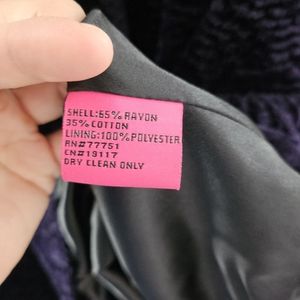 SHELL:65% RAYON
35% COTTON
LINING:100% POLYESTER
RN#77751
CN#19117
DRY CLEAN ONLY